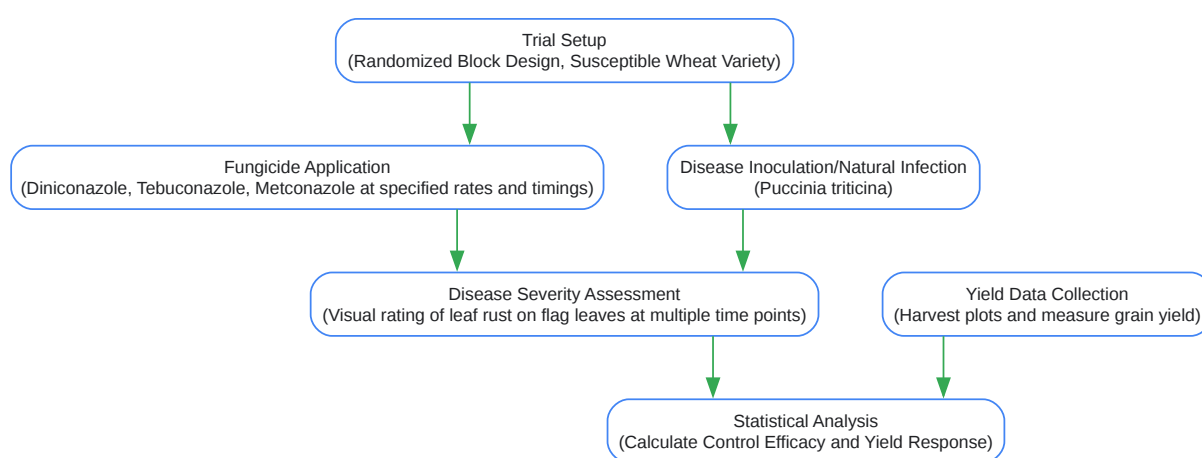 Trial Setup
(Randomized Block Design, Susceptible Wheat Variety)
Fungicide Application
(Diniconazole, Tebuconazole, Metconazole at specified rates and timings)
Disease Inoculation/Natural Infection
(Puccinia triticina)
Disease Severity Assessment
(Visual rating of leaf rust on flag leaves at multiple time points)
Yield Data Collection
(Harvest plots and measure grain yield)
Statistical Analysis
(Calculate Control Efficacy and Yield Response)